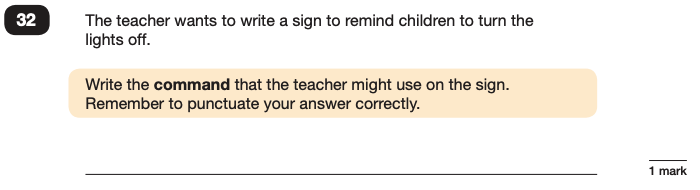 32
The teacher wants to write a sign to remind children to turn the
lights off.
Write the command that the teacher might use on the sign.
Remember to punctuate your answer correctly.
1 mark